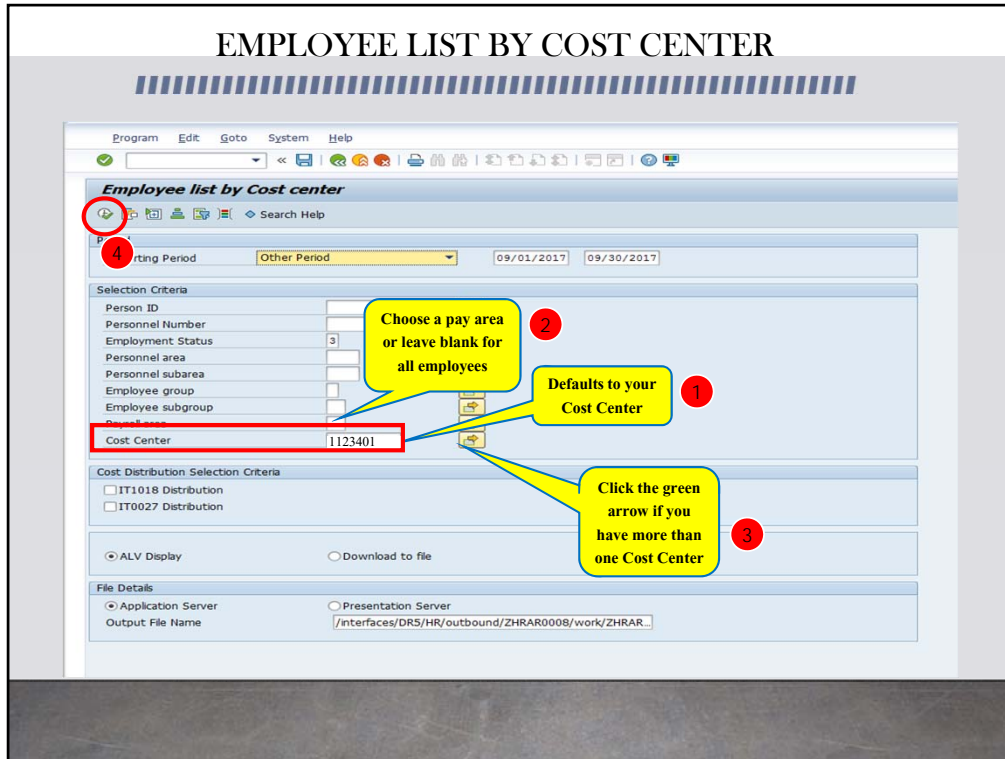 EMPLOYEE LIST BY COST CENTER
Program Edit Goto System Help
Employee list by Cost center
Search Help
4
rting Period Other Period 09/01/2017 09/30/2017
Selection Criteria
Person ID
Personnel Number
Employment Status 3
Personnel area
Personnel subarea
Employee group
Employee subgroup
Payroll area
Cost Center 1123401
Choose a pay area
or leave blank for
all employees
2
Defaults to your
Cost Center
1
Cost Distribution Selection Criteria
IT1018 Distribution
IT0027 Distribution
Click the green
arrow if you
have more than
one Cost Center
3
ALV Display Download to file
File Details
Application Server Presentation Server
Output File Name /interfaces/DR5/HR/outbound/ZHRAR0008/work/ZHRAR...